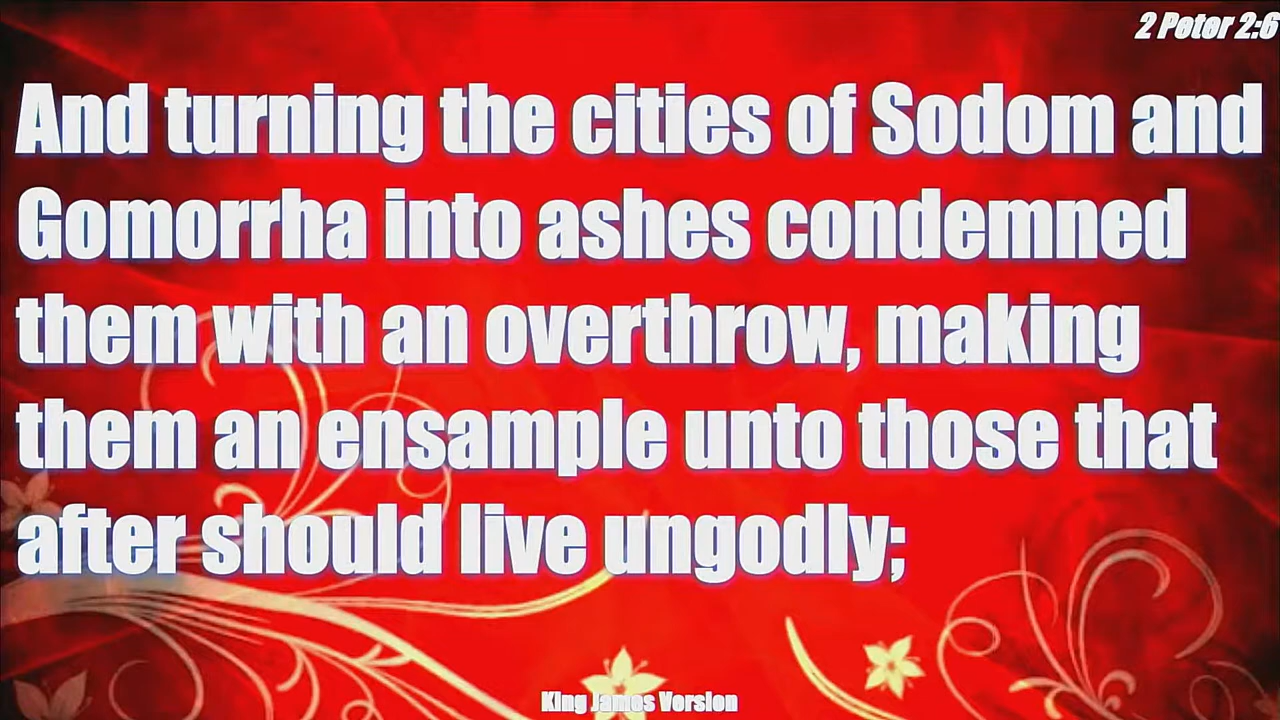 2 Peter 2:6
And turning the cities of Sodom and
Gomorrha into ashes condemned
them with an overthrow, making
them an ensample unto those that
after should live ungodly;
King James Version